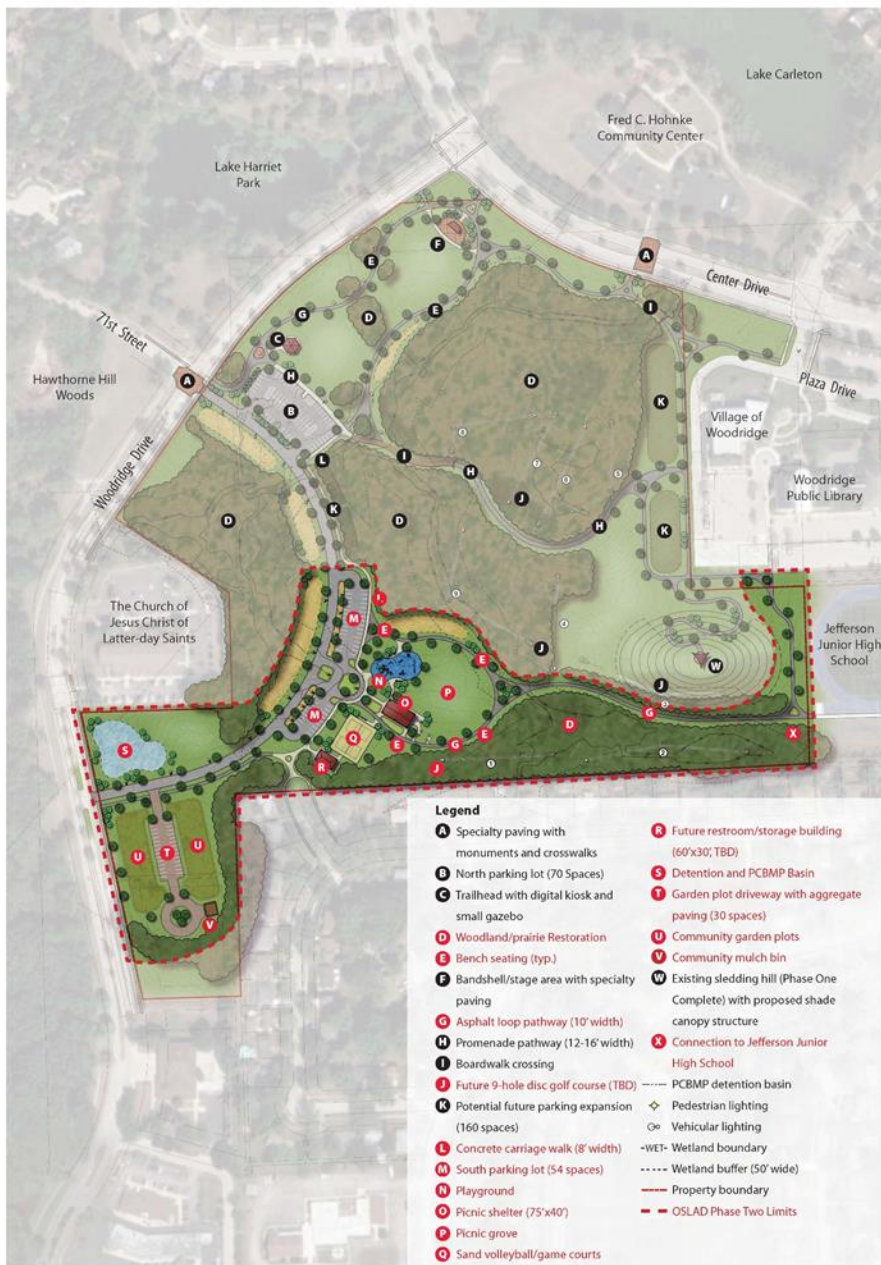 Lake Carleton
Fred C. Hohnke
Community Center
Lake Harriet
Park
F
A
E
Center Drive
G
E
I
D
71st Street
C
Plaza Drive
H
A
D
Hawthorne Hill
Woods
B
K
Village of
Woodridge
Woodridge Drive
L
I
H
7
5
Woodridge
Public Library
J
K
D
D
H
K
The Church of
Jesus Christ of
Latter-day Saints
M
L
9
4
Jefferson
Junior High
School
E
E
J
W
N
P
J
O
3
M
G
D
Q
E
G
E
X
S
R
J
1
2
U
T
U
V
Legend
A Specialty paving with
monuments and crosswalks
B North parking lot (70 Spaces)
C Trailhead with digital kiosk and
small gazebo
D Woodland/prairie Restoration
E Bench seating (typ.)
F Bandshell/stage area with specialty
paving
G Asphalt loop pathway (10' width)
H Promenade pathway (12-16' width)
I Boardwalk crossing
J Future 9-hole disc golf course (TBD)
K Potential future parking expansion
(160 spaces)
L Concrete carriage walk (8' width)
M South parking lot (54 spaces)
N Playground
O Picnic shelter (75'x40')
P Picnic grove
Q Sand volleyball/game courts
R Future restroom/storage building
(60'x30', TBD)
S Detention and PCBMP Basin
T Garden plot driveway with aggregate
paving (30 spaces)
U Community garden plots
V Community mulch bin
W Existing sledding hill (Phase One
Complete) with proposed shade
canopy structure
X Connection to Jefferson Junior
High School
PCBMP detention basin
Pedestrian lighting
Vehicular lighting
-WET- Wetland boundary
Wetland buffer (50' wide)
Property boundary
OSLAD Phase Two Limits